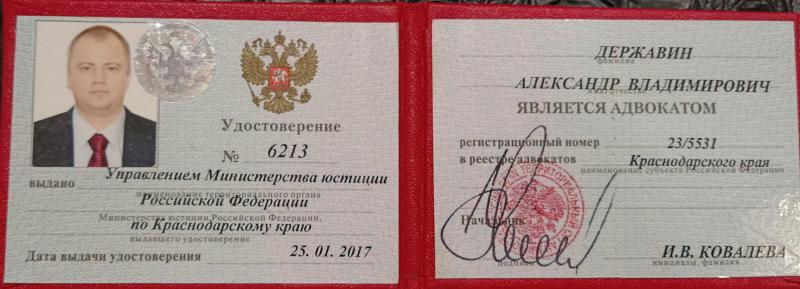 Удостоверение
№ 6213
выдано Управлением Министерства юстиции
наименование территориального органа
Российской Федерации
Министерства юстиции Российской Федерации,
по Краснодарскому краю
выдавшего удостоверение
Дата выдачи удостоверения 25. 01. 2017
ДЕРЖАВИН
фамилия
АЛЕКСАНДР ВЛАДИМИРОВИЧ
имя, отчество
ЯВЛЯЕТСЯ АДВОКАТОМ
регистрационный номер 23/5531
в реестре адвокатов Краснодарского края
наименование субъекта Российской Федерации
Начальник
подпись
И.В. КОВАЛЕВА
инициалы, фамилия